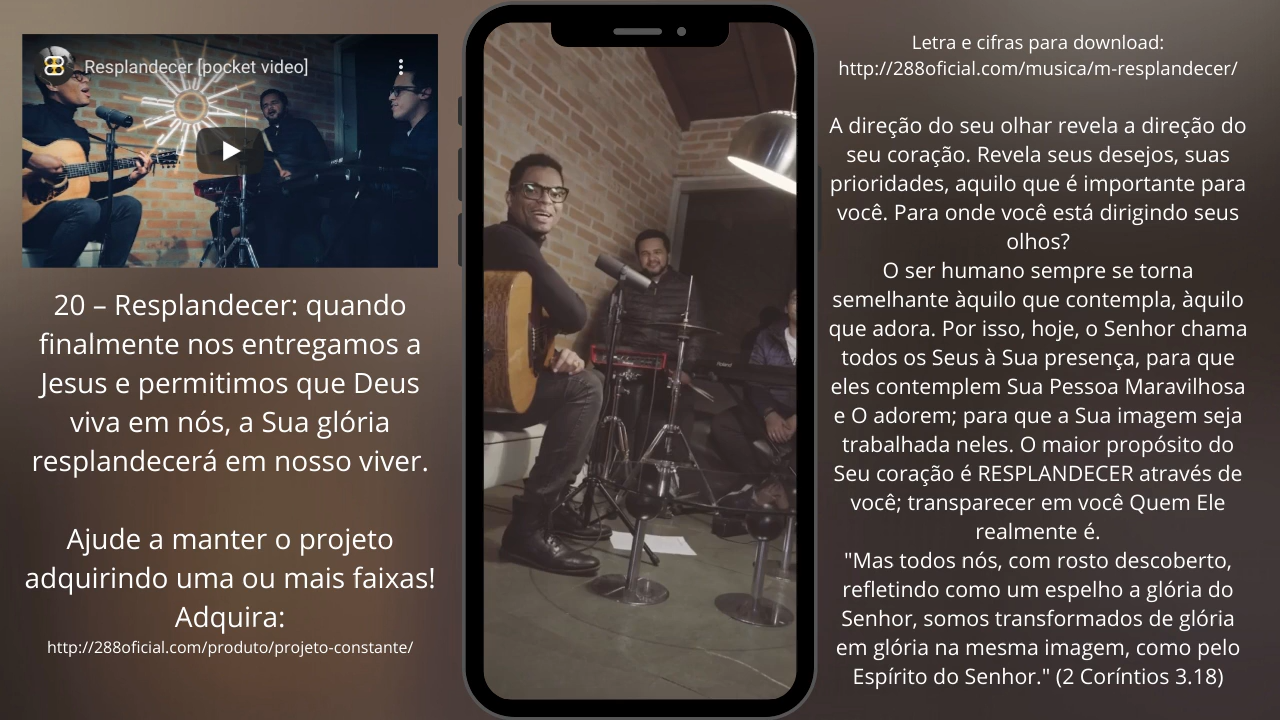 Resplandecer [pocket video]
20 – Resplandecer: quando
finalmente nos entregamos a
Jesus e permitimos que Deus
viva em nós, a Sua glória
resplandecerá em nosso viver.
Ajude a manter o projeto
adquirindo uma ou mais faixas!
Adquira:
http://288oficial.com/produto/projeto-constante/
Letra e cifras para download:
http://288oficial.com/musica/m-resplandecer/
A direção do seu olhar revela a direção do
seu coração. Revela seus desejos, suas
prioridades, aquilo que é importante para
você. Para onde você está dirigindo seus
olhos?
O ser humano sempre se torna
semelhante àquilo que contempla, àquilo
que adora. Por isso, hoje, o Senhor chama
todos os Seus à Sua presença, para que
eles contemplem Sua Pessoa Maravilhosa
e O adorem; para que a Sua imagem seja
trabalhada neles. O maior propósito do
Seu coração é RESPLANDECER através de
você; transparecer em você Quem Ele
realmente é.
"Mas todos nós, com rosto descoberto,
refletindo como um espelho a glória do
Senhor, somos transformados de glória
em glória na mesma imagem, como pelo
Espírito do Senhor." (2 Coríntios 3.18)